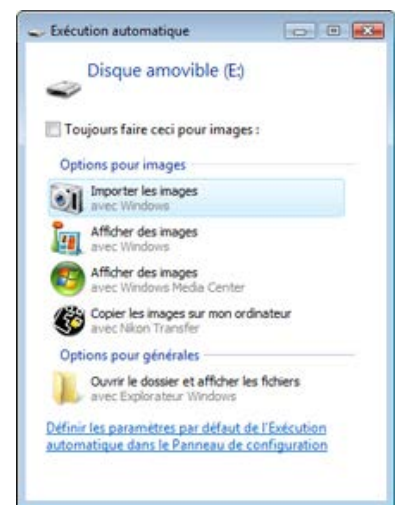 Exécution automatique
Disque amovible (E:)
Toujours faire ceci pour images :
Options pour images
Importer les images
avec Windows
Afficher des images
avec Windows
Afficher des images
avec Windows Media Center
Copier les images sur mon ordinateur
avec Nikon Transfer
Options pour générales
Ouvrir le dossier et afficher les fichiers
avec Explorateur Windows
Définir les paramètres par défaut de l'Exécution
automatique dans le Panneau de configuration